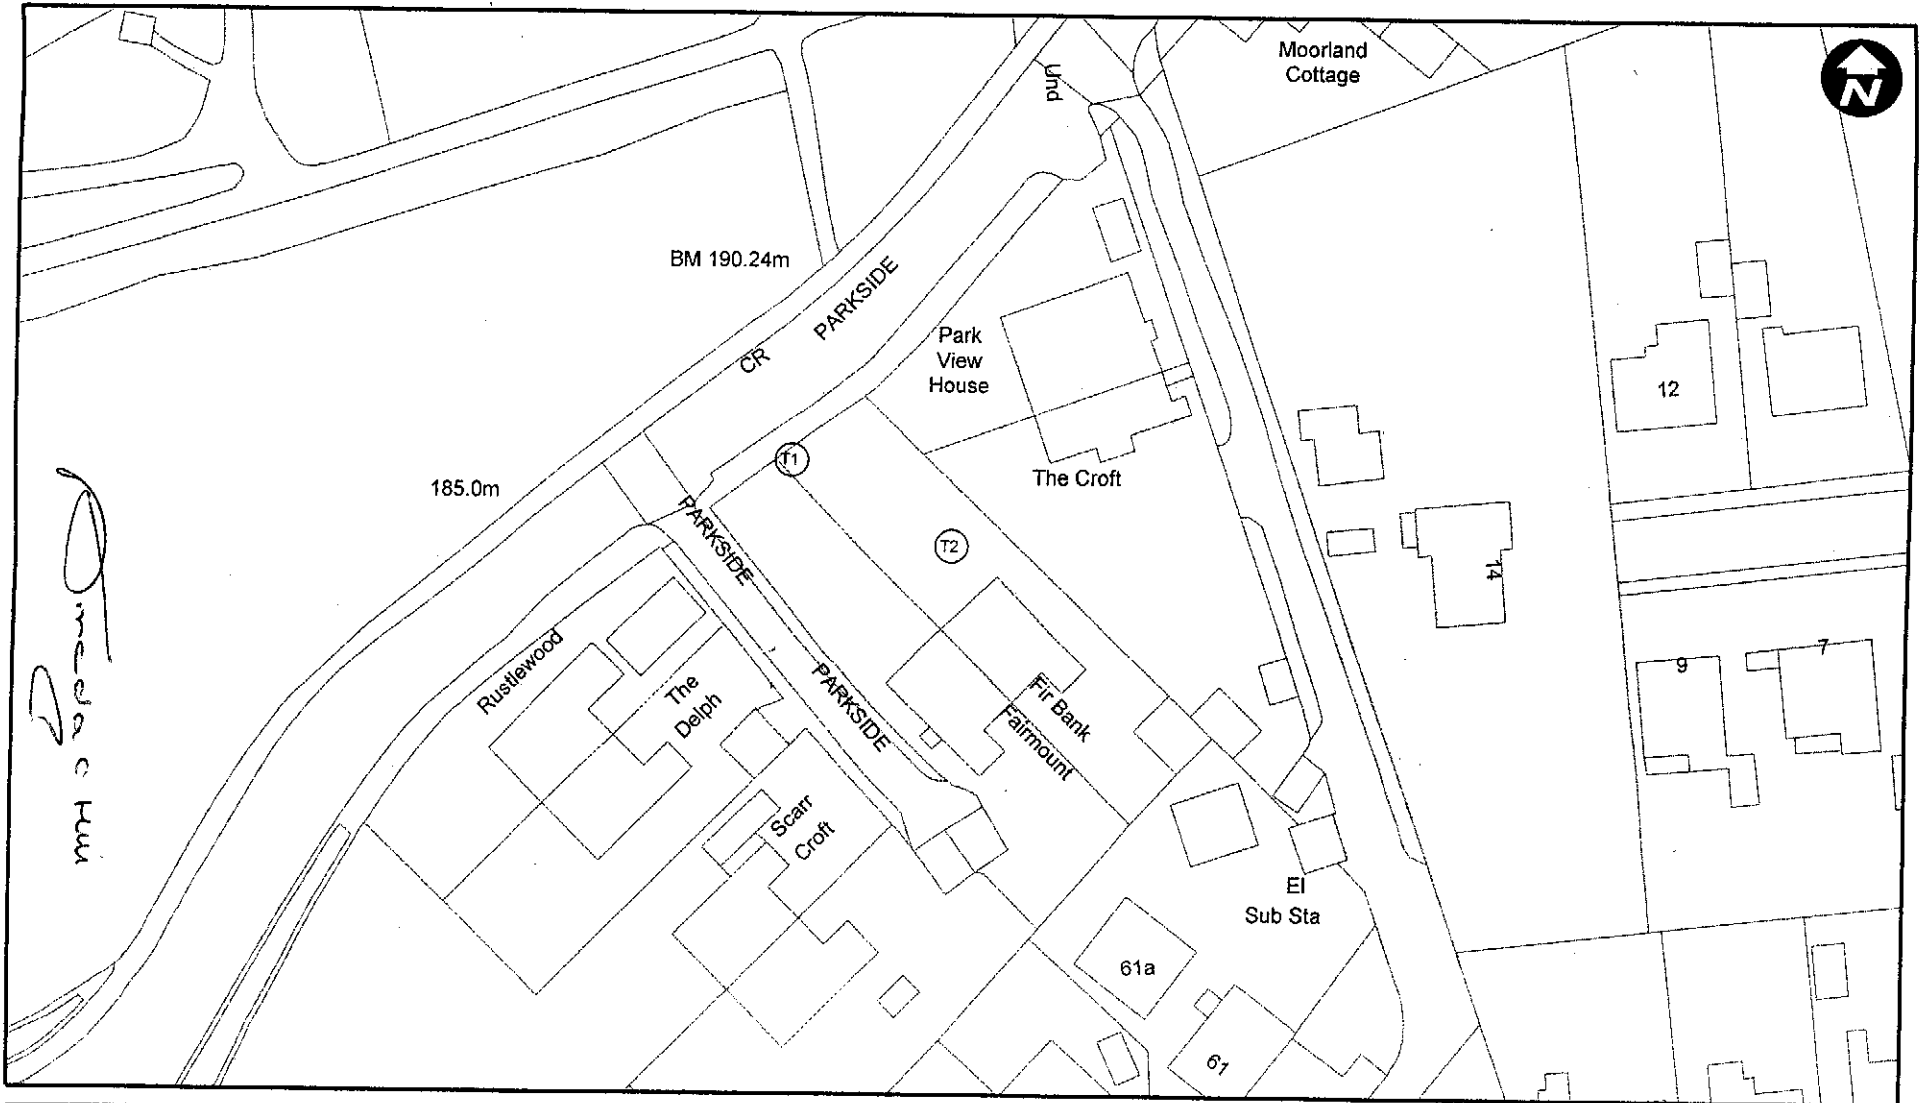 Moorland
Cottage
N
Und
BM 190.24m
PARKSIDE
CR
Park
View
House
12
T1
185.0m
The Croft
PARKSIDE
T2
14
Rustlewood
The
Delph
PARKSIDE
Fir Bank
Fairmount
9
7
Scarr
Croft
El
Sub Sta
61a
61